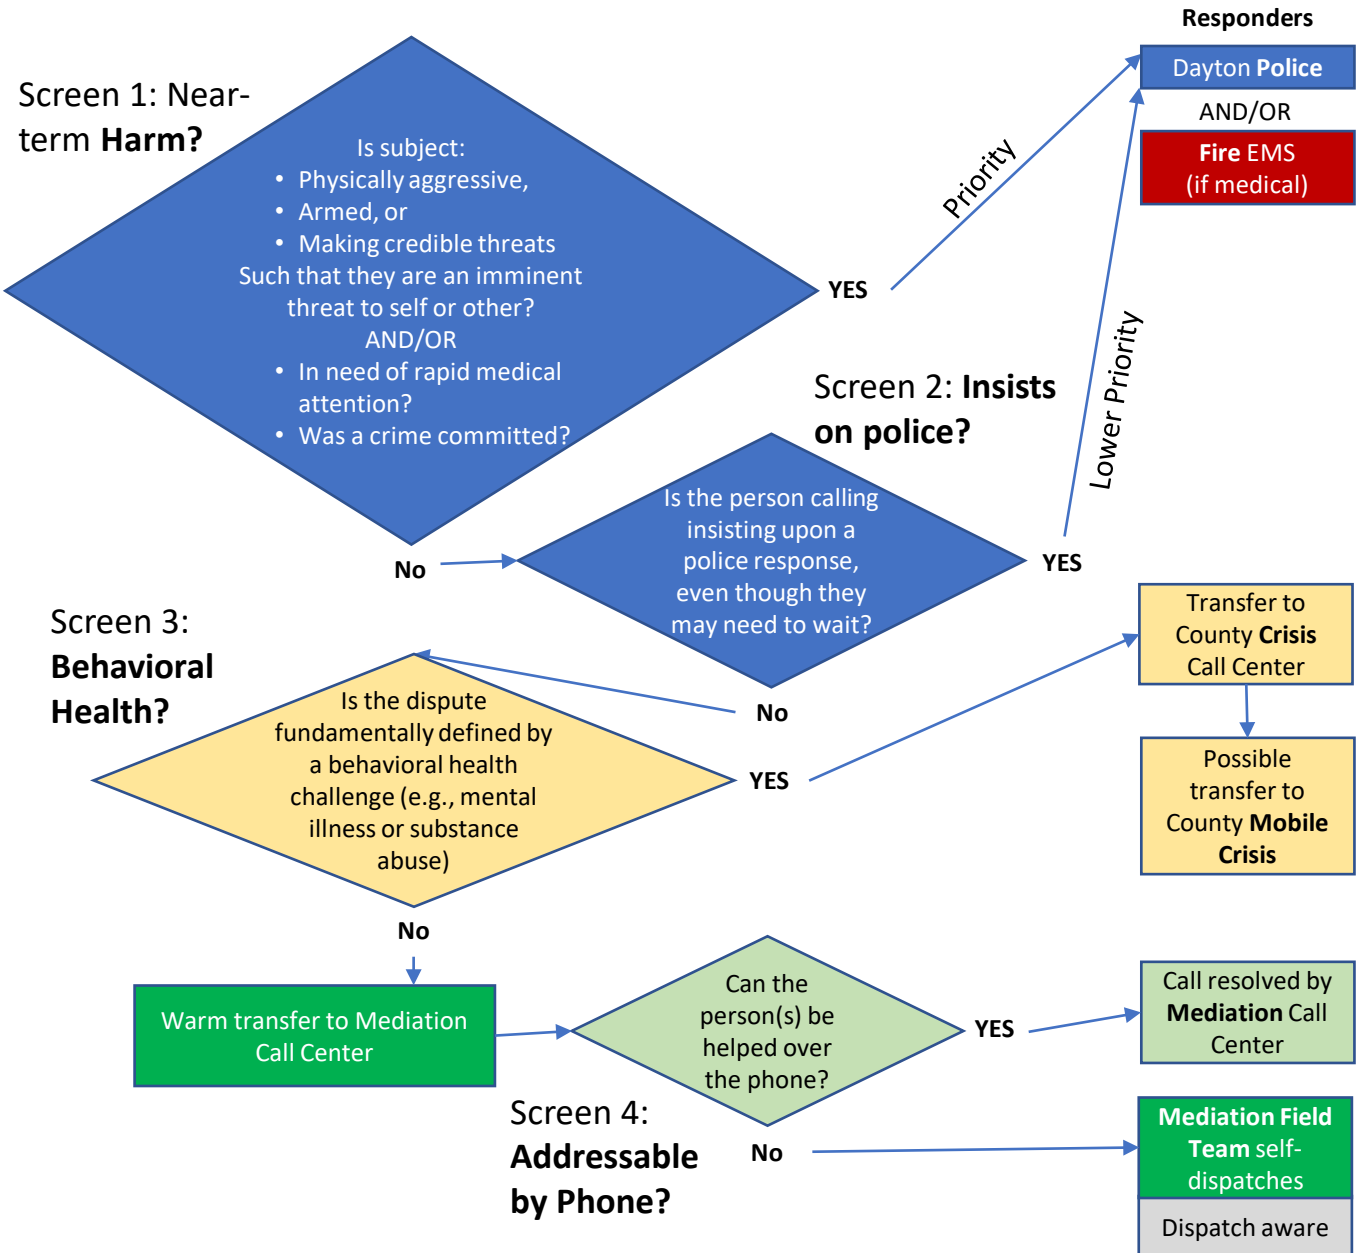 Responders
Dayton Police
AND/OR
Fire EMS
(if medical)
Screen 1: Near-
term Harm?
Is subject:
• Physically aggressive,
• Armed, or
• Making credible threats
Such that they are an imminent
threat to self or other?
AND/OR
• In need of rapid medical
attention?
• Was a crime committed?
YES
Priority
No
Screen 2: Insists
on police?
Is the person calling
insisting upon a
police response,
even though they
may need to wait?
YES
Lower Priority
No
Screen 3:
Behavioral
Health?
Is the dispute
fundamentally defined by
a behavioral health
challenge (e.g., mental
illness or substance
abuse)
YES
Transfer to
County Crisis
Call Center
Possible
transfer to
County Mobile
Crisis
No
Warm transfer to Mediation
Call Center
Can the
person(s) be
helped over
the phone?
YES
Call resolved by
Mediation Call
Center
Screen 4:
Addressable
by Phone?
No
Mediation Field
Team self-
dispatches
Dispatch aware